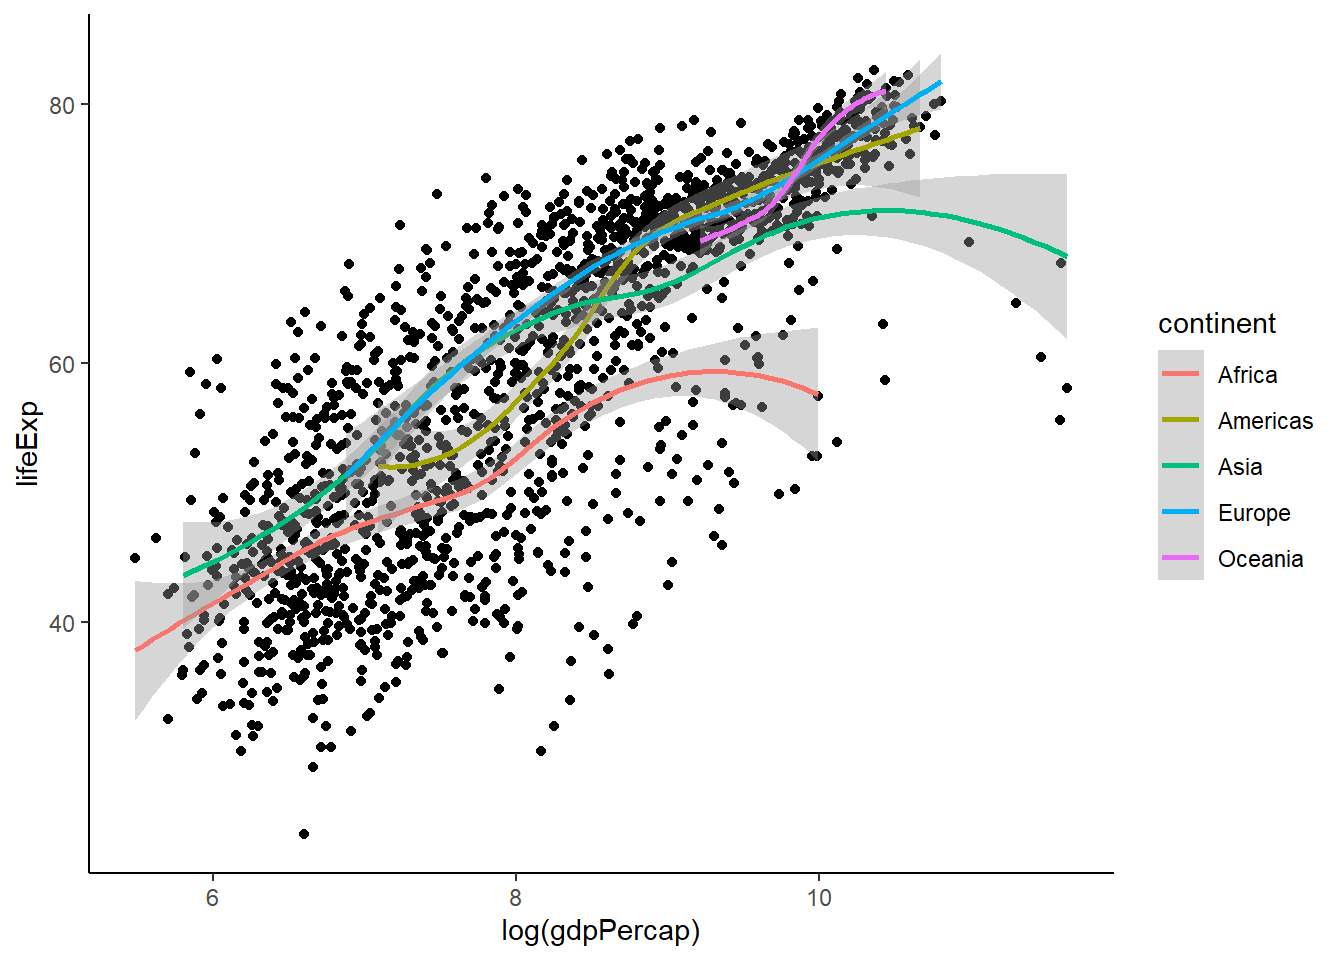 80
60
40
lifeExp
6 8 10
log(gdpPercap)
continent
Africa
Americas
Asia
Europe
Oceania